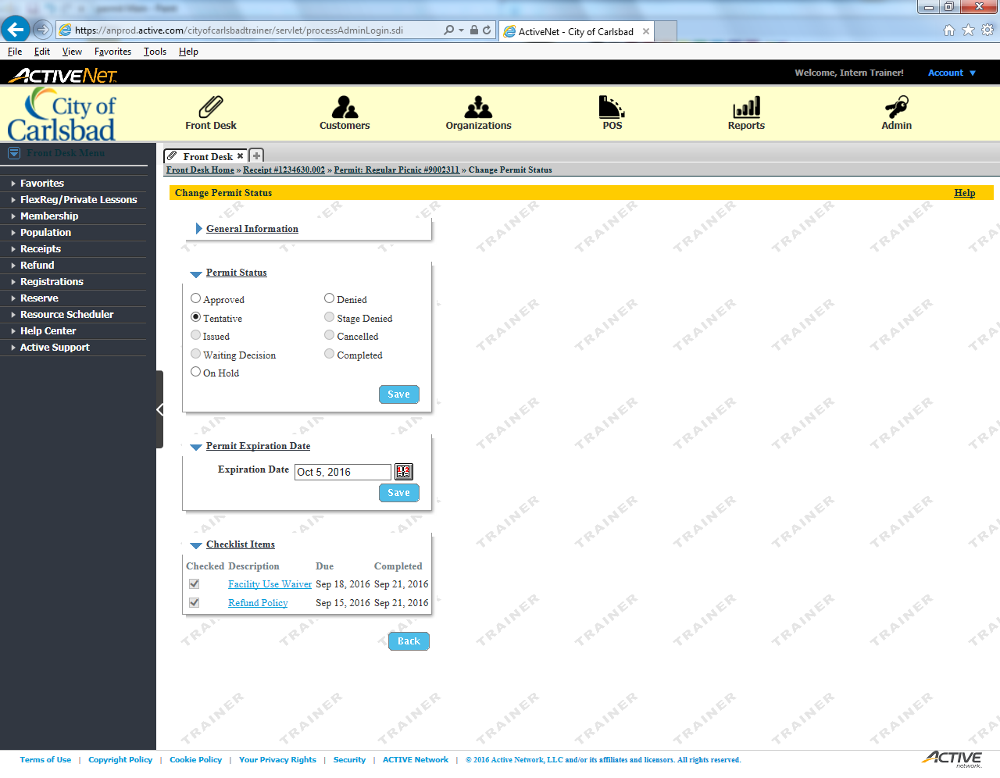 https://anprod.active.com/cityofcarlsbadtrainer/servlet/processAdminLogin.sdi
ActiveNet - City of Carlsbad
File Edit View Favorites Tools Help
ACTIVENET
Welcome, Intern Trainer! Account
City of
Carlsbad
Front Desk Customers Organizations POS Reports Admin
Front Desk Menu
Favorites
FlexReg/Private Lessons
Membership
Population
Receipts
Refund
Registrations
Reserve
Resource Scheduler
Help Center
Active Support
Front Desk
Front Desk Home » Receipt #1234630.002 » Permit: Regular Picnic #9002311 » Change Permit Status
Change Permit Status Help
General Information
Permit Status
Approved Denied
Tentative Stage Denied
Issued Cancelled
Waiting Decision Completed
On Hold
Save
Permit Expiration Date
Expiration Date Oct 5, 2016
Save
Checklist Items
Checked Description Due Completed
Facility Use Waiver Sep 18, 2016 Sep 21, 2016
Refund Policy Sep 15, 2016 Sep 21, 2016
Back
TRAINER
Terms of Use | Copyright Policy | Cookie Policy | Your Privacy Rights | Security | ACTIVE Network | © 2016 Active Network, LLC and/or its affiliates and licensors. All rights reserved.
ACTIVE
network